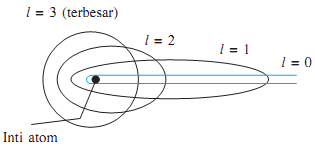 l = 3 (terbesar)
l = 2
l = 1
l = 0
Inti atom